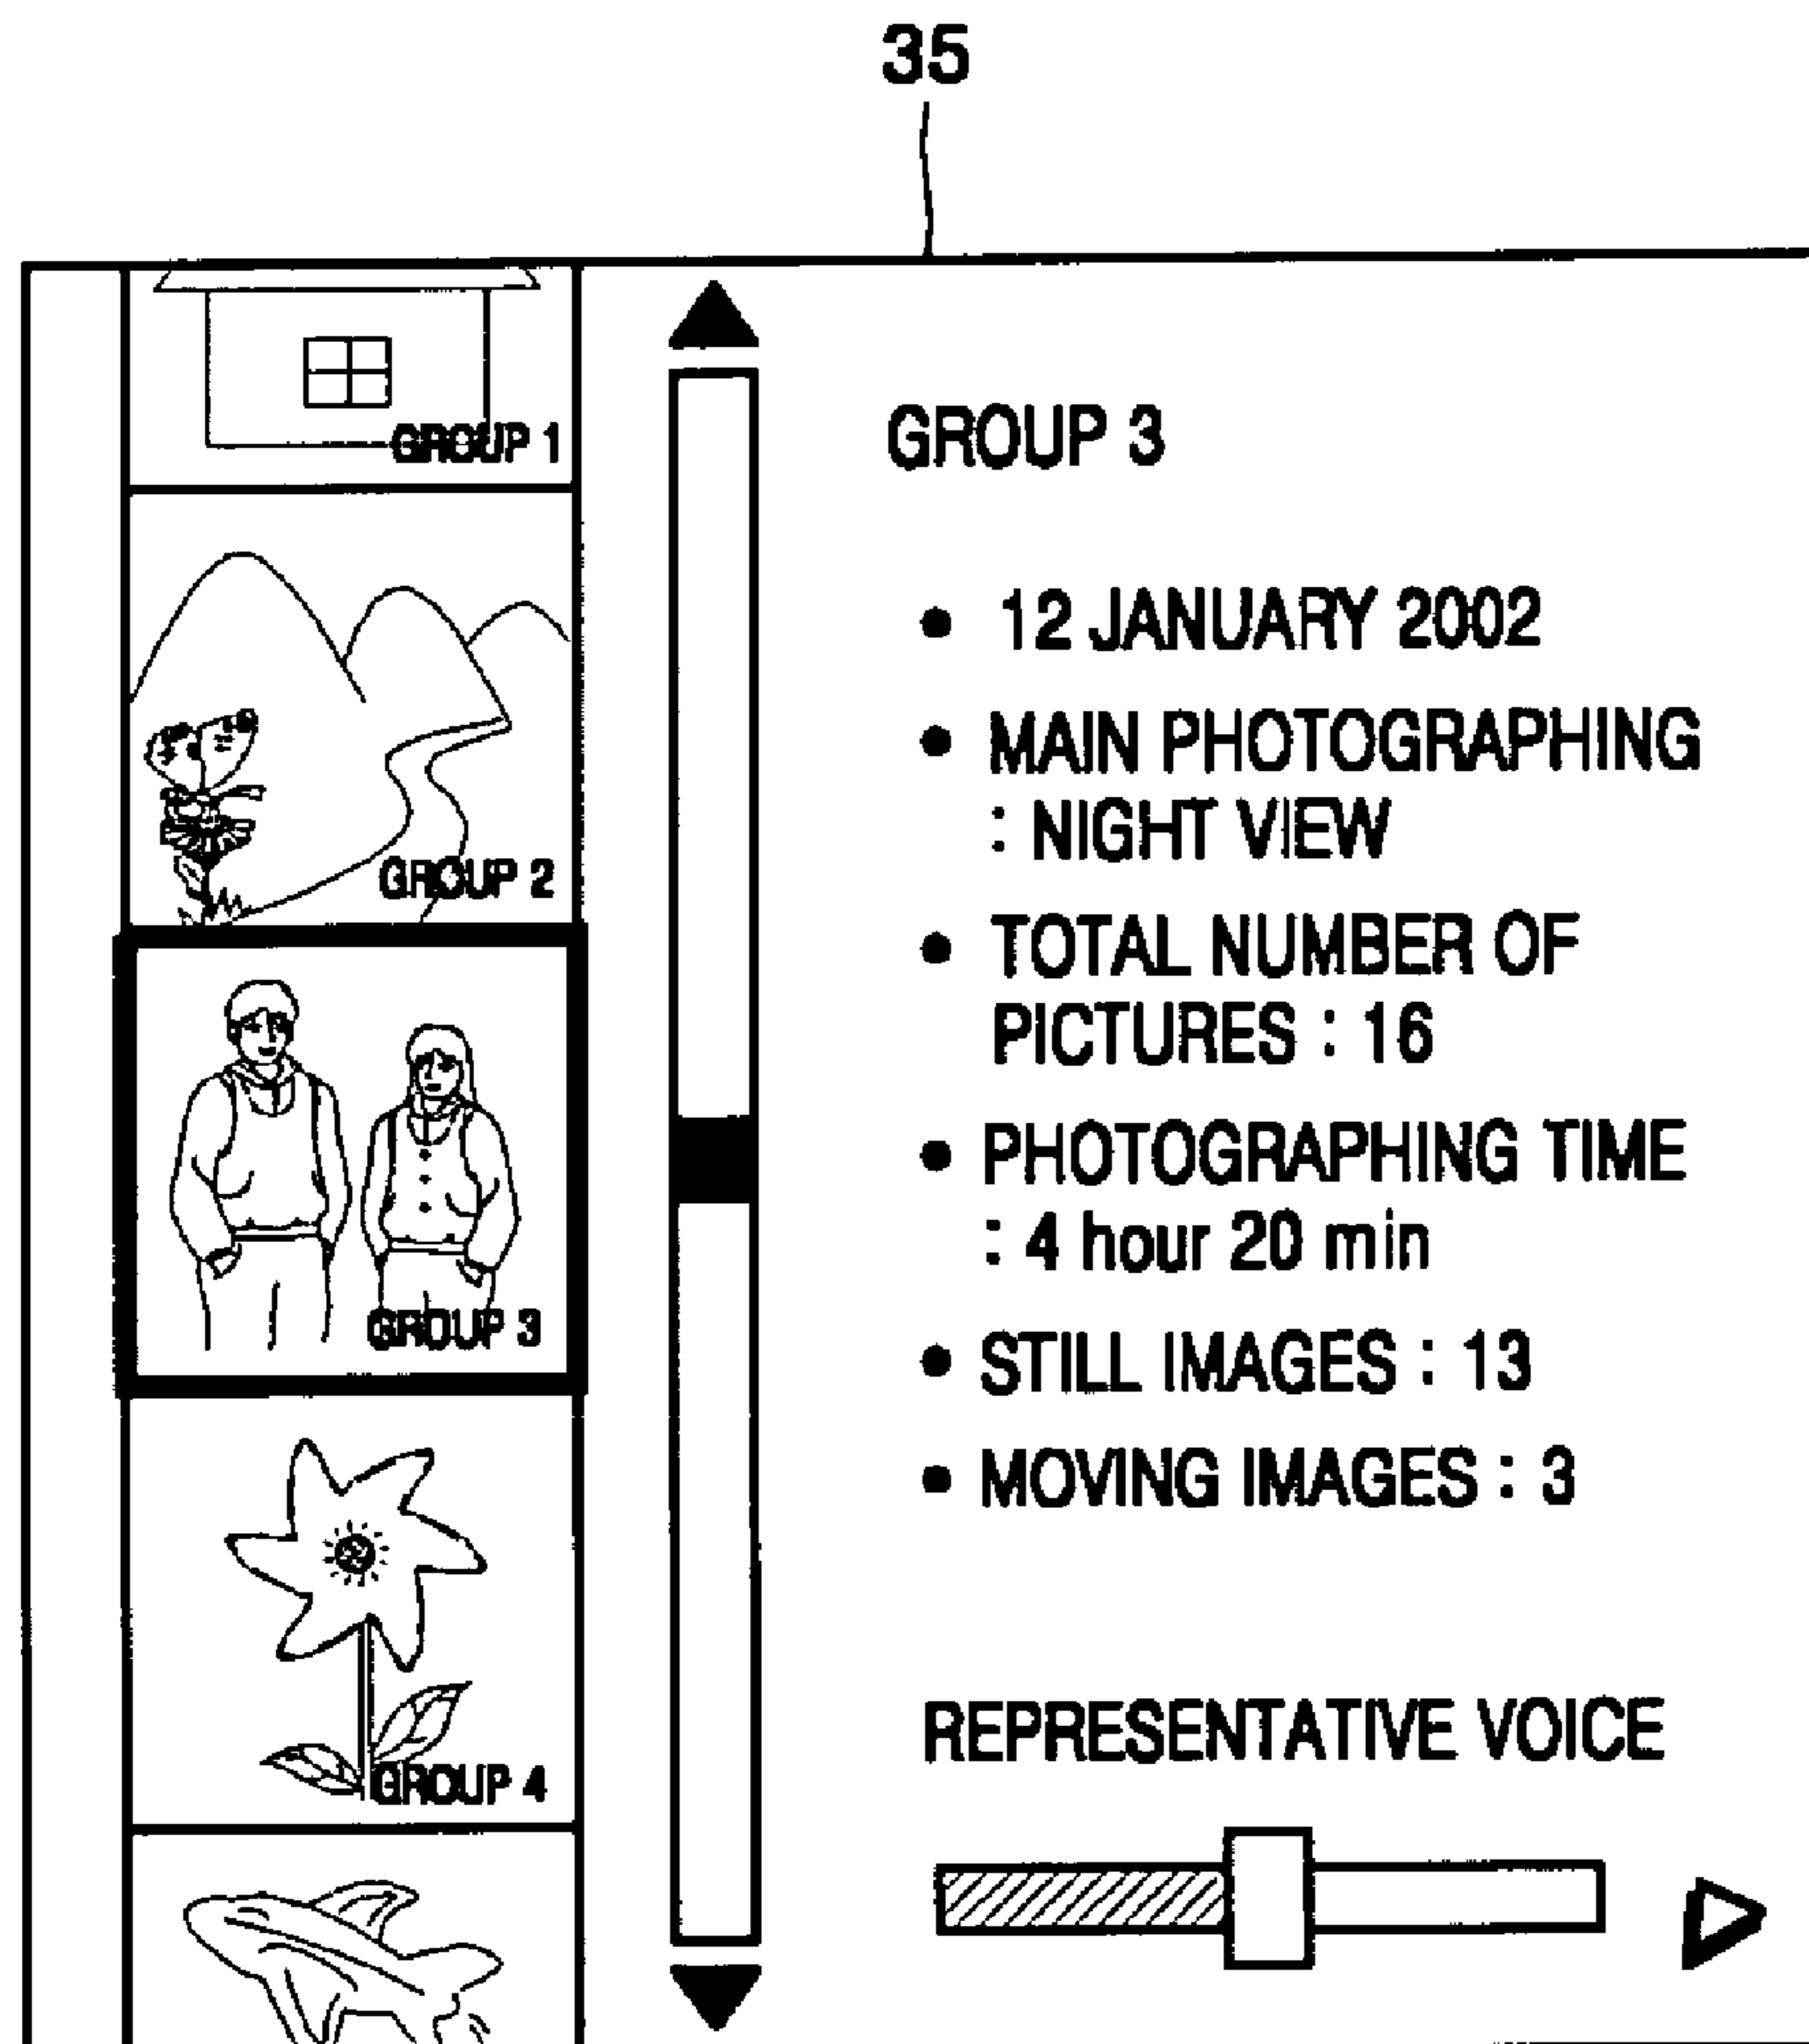 35
GROUP 1
GROUP 2
GROUP 3
GROUP 4
GROUP 3
• 12 JANUARY 2002
• MAIN PHOTOGRAPHING
: NIGHT VIEW
• TOTAL NUMBER OF
PICTURES : 16
• PHOTOGRAPHING TIME
: 4 hour 20 min
• STILL IMAGES : 13
• MOVING IMAGES : 3
REPRESENTATIVE VOICE